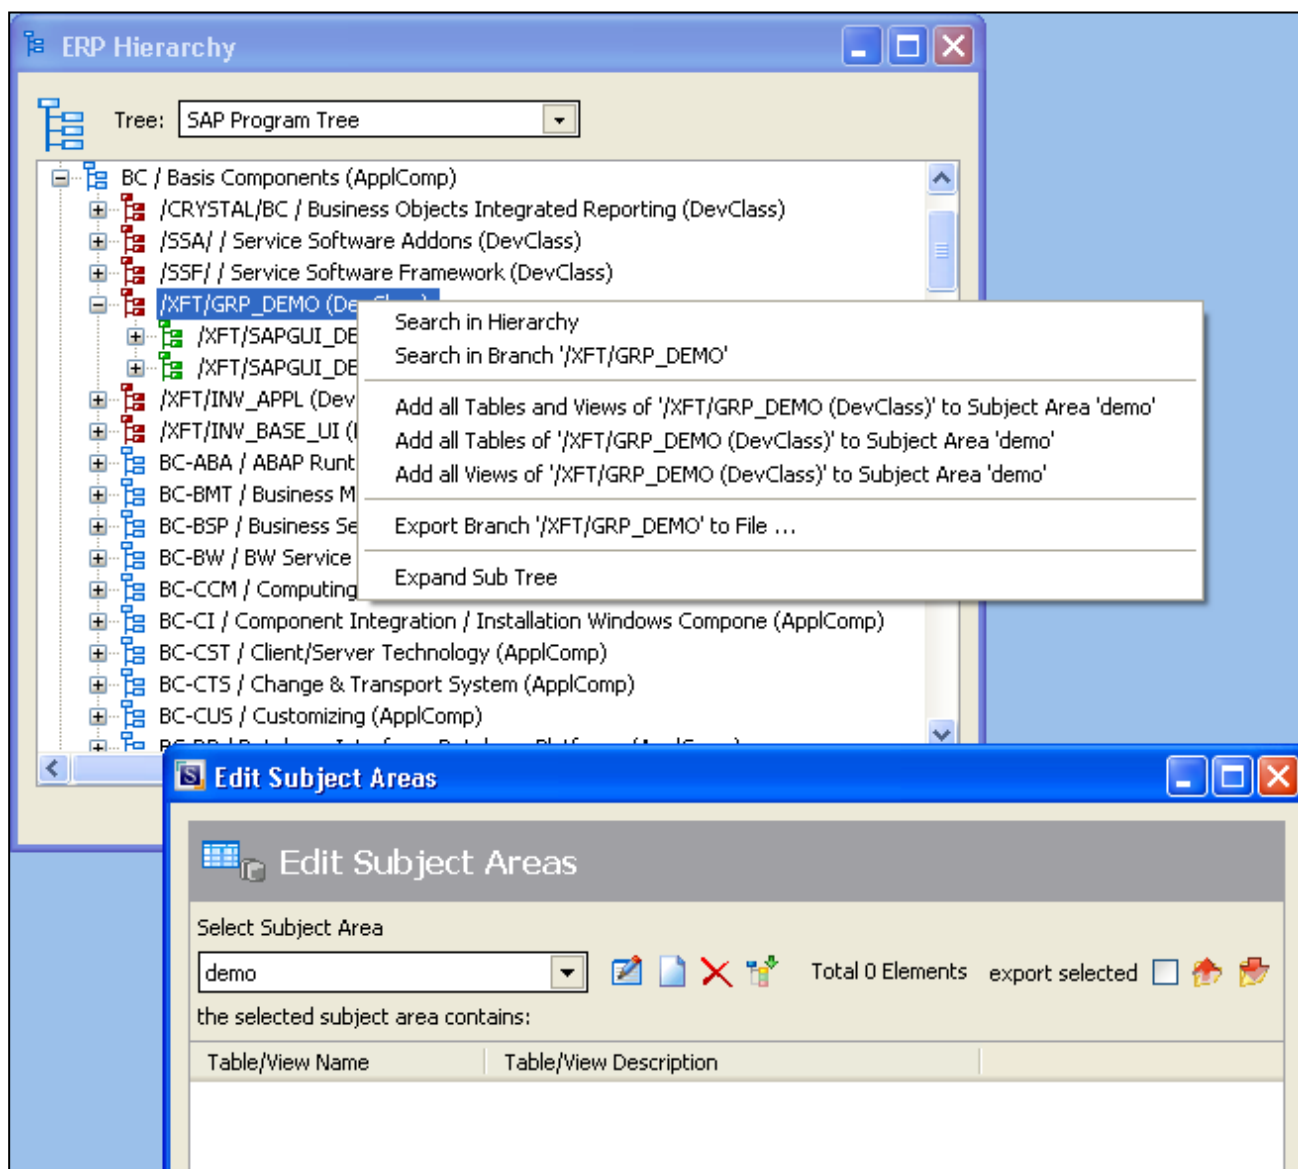 ERP Hierarchy
Tree: SAP Program Tree
BC / Basis Components (ApplComp)
/CRYSTAL/BC / Business Objects Integrated Reporting (DevClass)
/SSA/ / Service Software Addons (DevClass)
/SSF/ / Service Software Framework (DevClass)
/XFT/GRP_DEMO (De
/XFT/SAPGUI_DE
/XFT/SAPGUI_DE
/XFT/INV_APPL (Dev
/XFT/INV_BASE_UI (
BC-ABA / ABAP Runt
BC-BMT / Business M
BC-BSP / Business Se
BC-BW / BW Service
BC-CCM / Computing
BC-CI / Component Integration / Installation Windows Compone (ApplComp)
BC-CST / Client/Server Technology (ApplComp)
BC-CTS / Change & Transport System (ApplComp)
BC-CUS / Customizing (ApplComp)
Search in Hierarchy
Search in Branch '/XFT/GRP_DEMO'
Add all Tables and Views of '/XFT/GRP_DEMO (DevClass)' to Subject Area 'demo'
Add all Tables of '/XFT/GRP_DEMO (DevClass)' to Subject Area 'demo'
Add all Views of '/XFT/GRP_DEMO (DevClass)' to Subject Area 'demo'
Export Branch '/XFT/GRP_DEMO' to File ...
Expand Sub Tree
Edit Subject Areas
Edit Subject Areas
Select Subject Area
demo Total 0 Elements export selected
the selected subject area contains:
Table/View Name Table/View Description